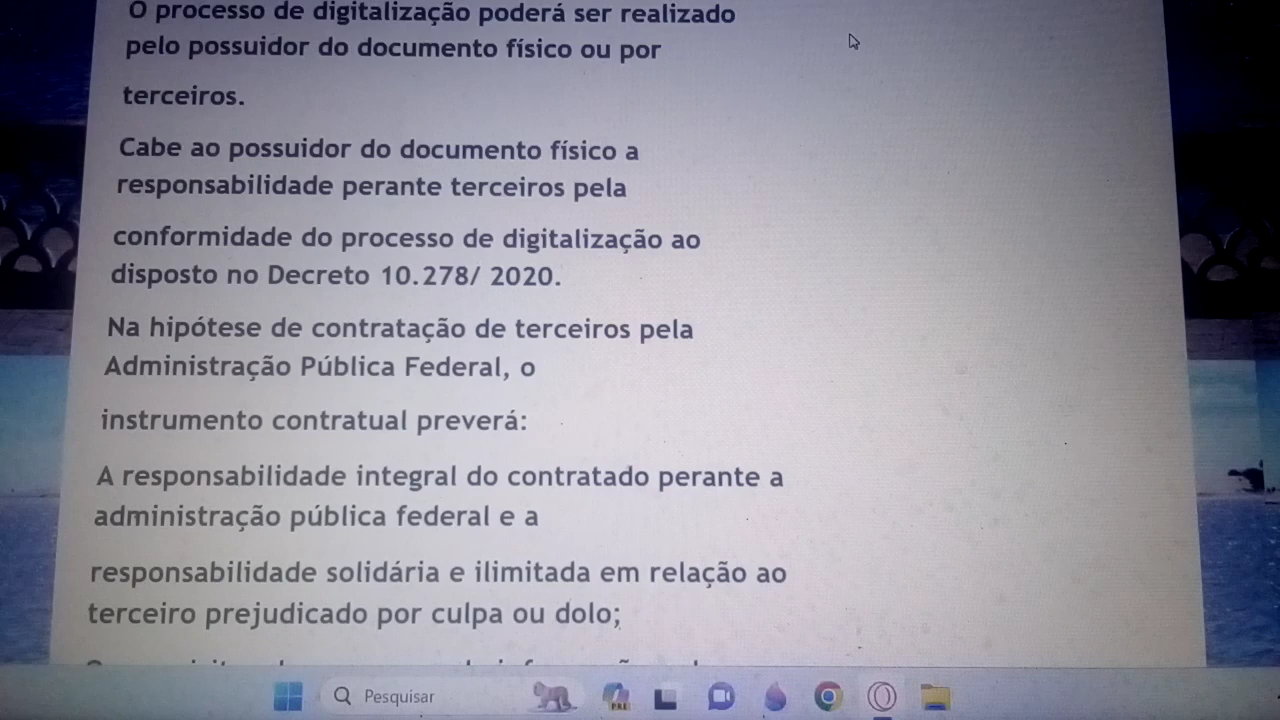 O processo de digitalização poderá ser realizado
pelo possuidor do documento físico ou por
terceiros.
Cabe ao possuidor do documento físico a
responsabilidade perante terceiros pela
conformidade do processo de digitalização ao
disposto no Decreto 10.278/ 2020.
Na hipótese de contratação de terceiros pela
Administração Pública Federal, o
instrumento contratual preverá:
A responsabilidade integral do contratado perante a
administração pública federal e a
responsabilidade solidária e ilimitada em relação ao
terceiro prejudicado por culpa ou dolo;
Pesquisar
PRE